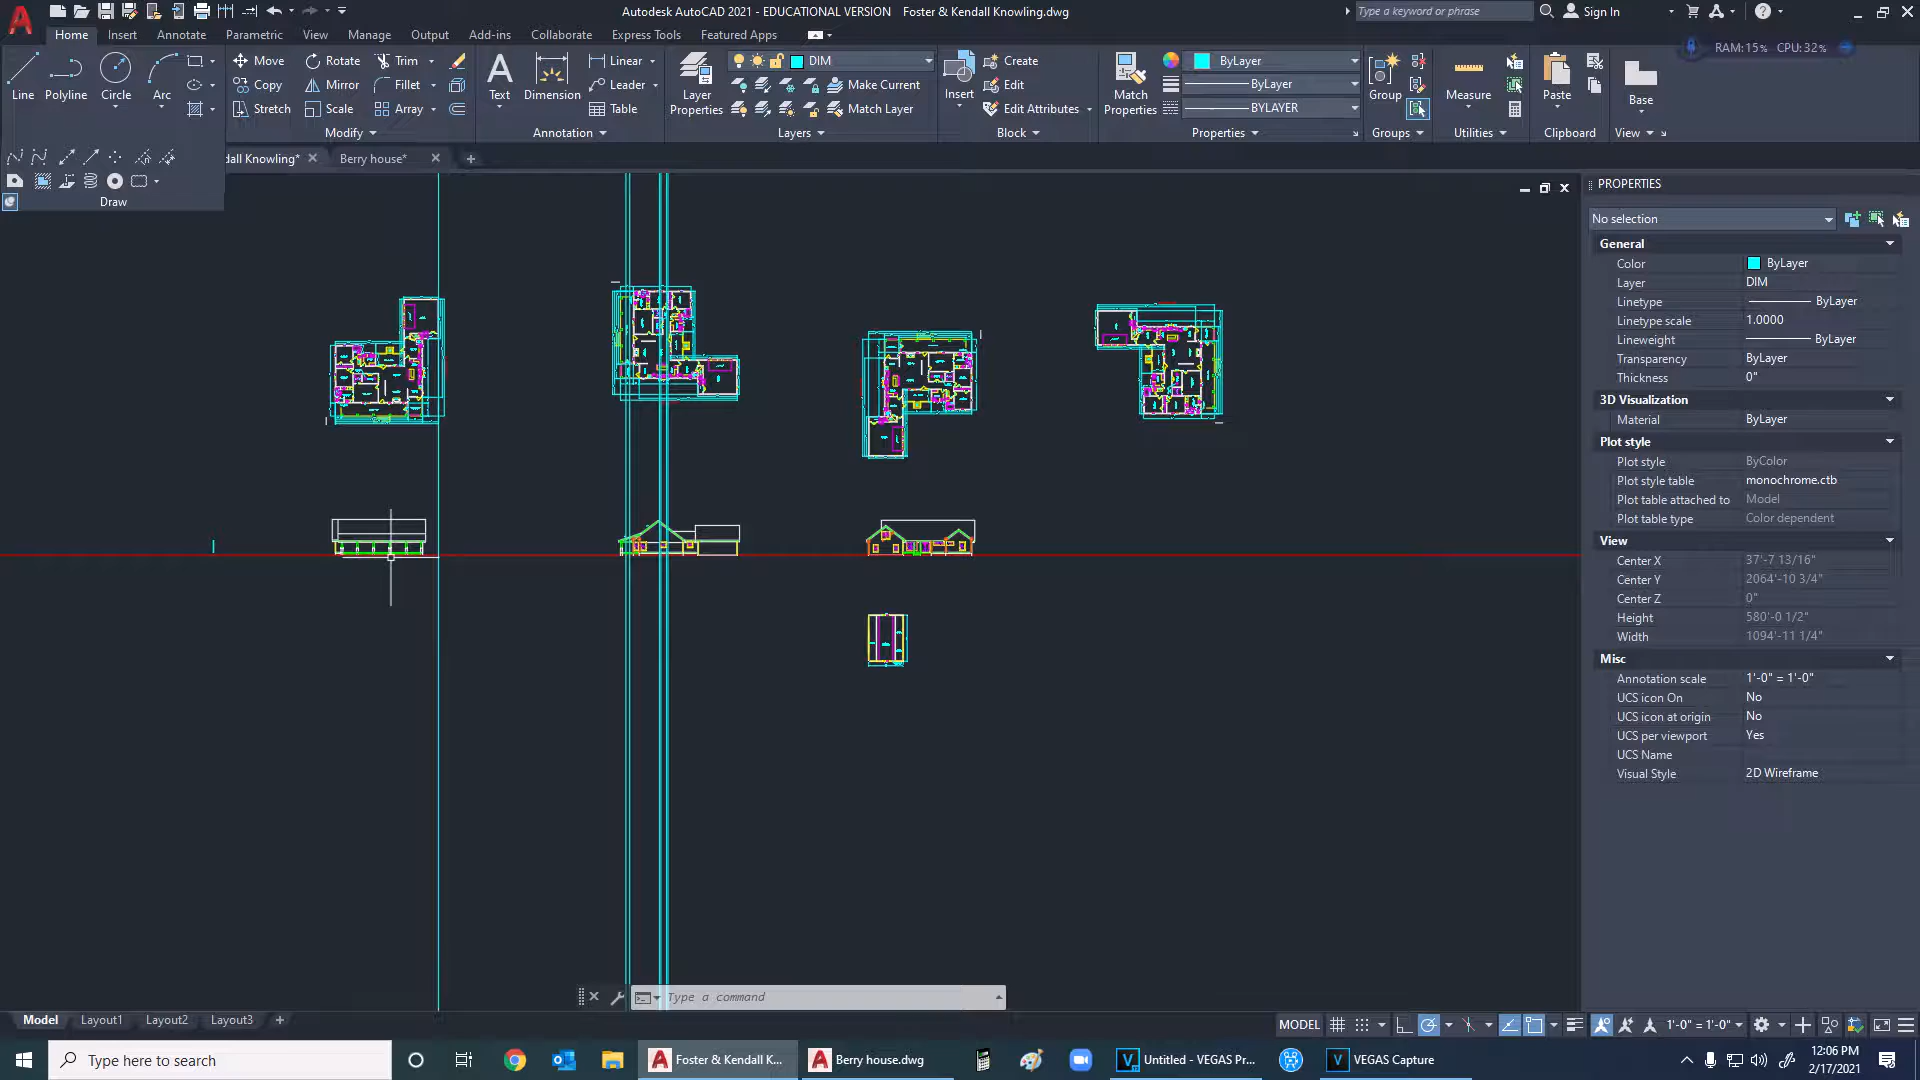 Autodesk AutoCAD 2021 - EDUCATIONAL VERSION Foster & Kendall Knowling.dwg
Type a keyword or phrase
Sign In
Home Insert Annotate Parametric View Manage Output Add-ins Collaborate Express Tools Featured Apps
RAM:15% CPU:32%
Line Polyline Circle Arc
Move Rotate Trim
Copy Mirror Fillet
Stretch Scale Array
Modify
Text Dimension
Linear
Leader
Table
Annotation
Layer Properties
DIM
Make Current
Match Layer
Layers
Insert
Create
Edit
Edit Attributes
Block
Match Properties
ByLayer
ByLayer
BYLAYER
Properties
Group
Groups
Measure
Utilities
Paste
Clipboard
Base
View
dall Knowling* Berry house*
Draw
PROPERTIES
No selection
General
Color ByLayer
Layer DIM
Linetype ByLayer
Linetype scale 1.0000
Lineweight ByLayer
Transparency ByLayer
Thickness 0"
3D Visualization
Material ByLayer
Plot style
Plot style ByColor
Plot style table monochrome.ctb
Plot table attached to Model
Plot table type Color dependent
View
Center X 37'-7 13/16"
Center Y 2064'-10 3/4"
Center Z 0"
Height 580'-0 1/2"
Width 1094'-11 1/4"
Misc
Annotation scale 1'-0" = 1'-0"
UCS icon On No
UCS icon at origin No
UCS per viewport Yes
UCS Name
Visual Style 2D Wireframe
Type a command
Model Layout1 Layout2 Layout3
MODEL 1'-0" = 1'-0"
Type here to search
Foster & Kendall K...
Berry house.dwg
Untitled - VEGAS Pr...
VEGAS Capture
12:06 PM
2/17/2021